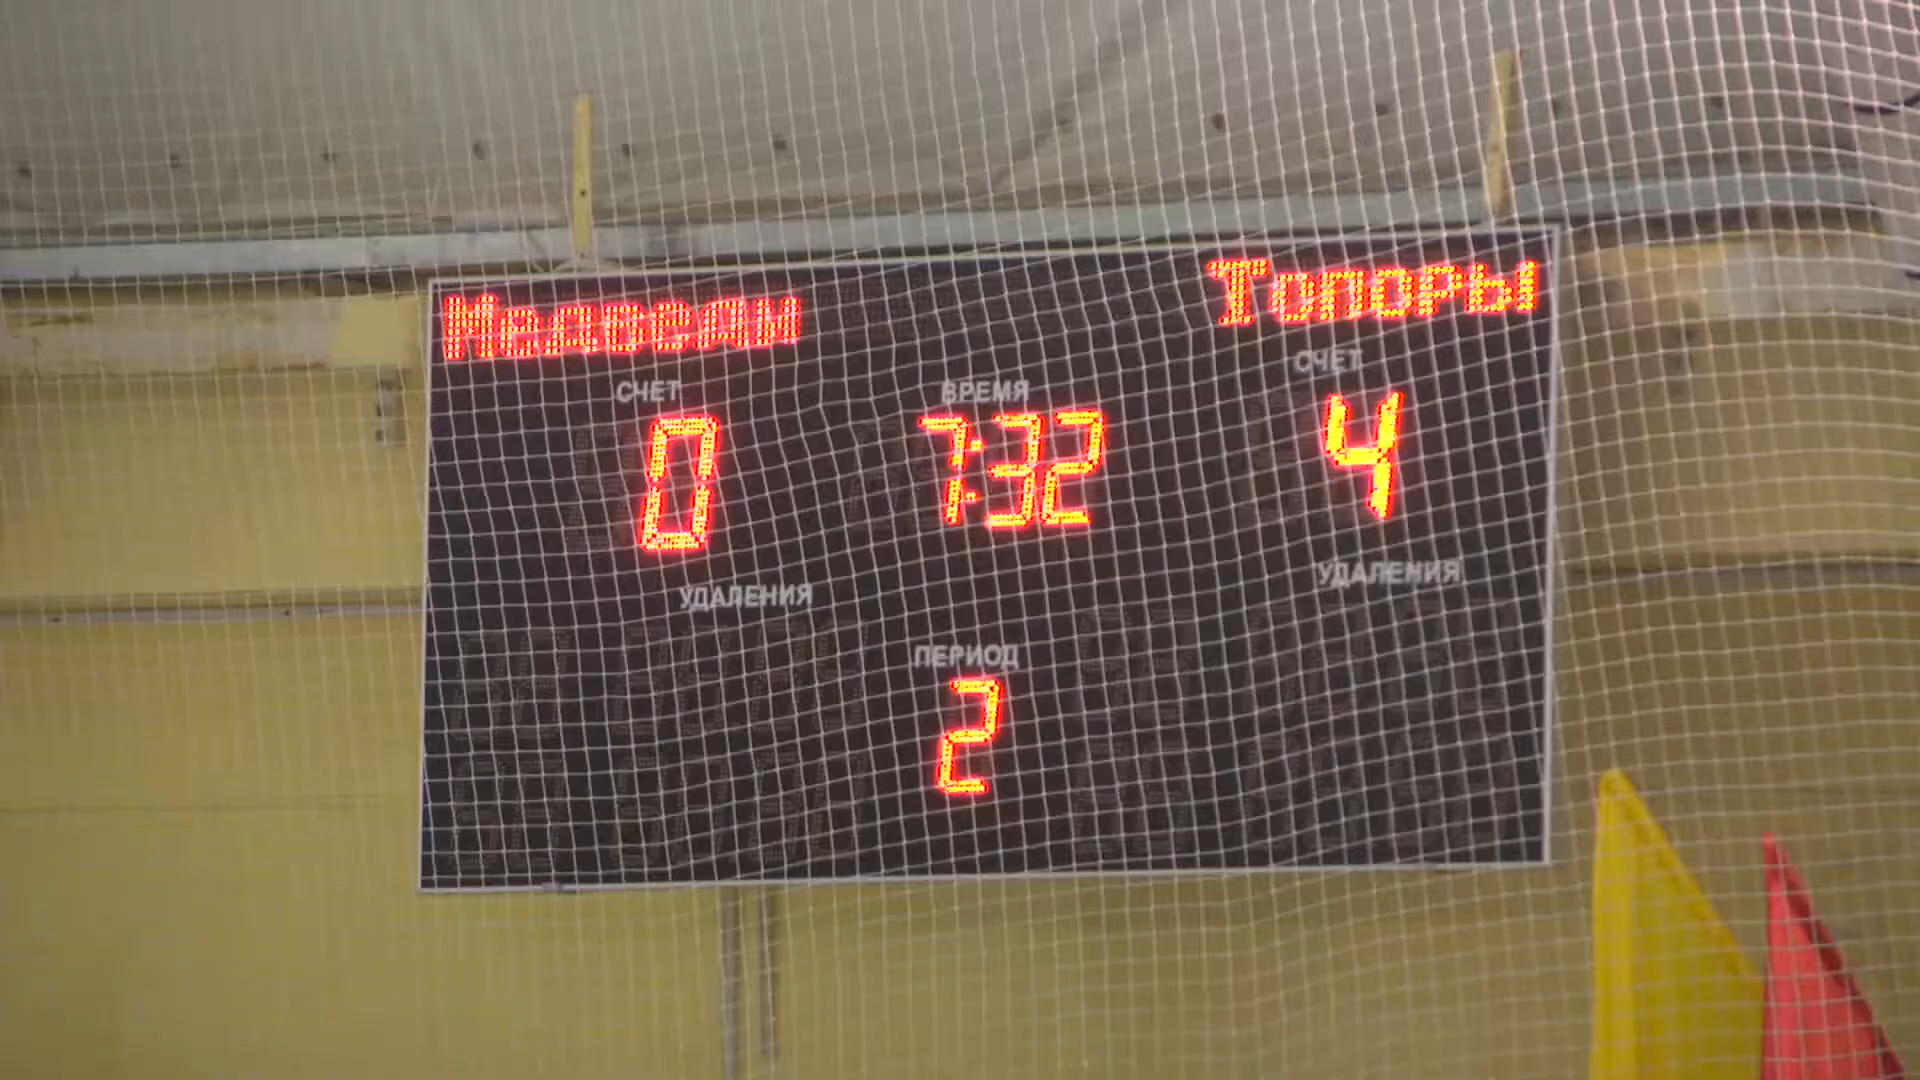 Медведи Топоры
СЧЕТ ВРЕМЯ СЧЕТ
0 7:32 4
УДАЛЕНИЯ УДАЛЕНИЯ
ПЕРИОД
2